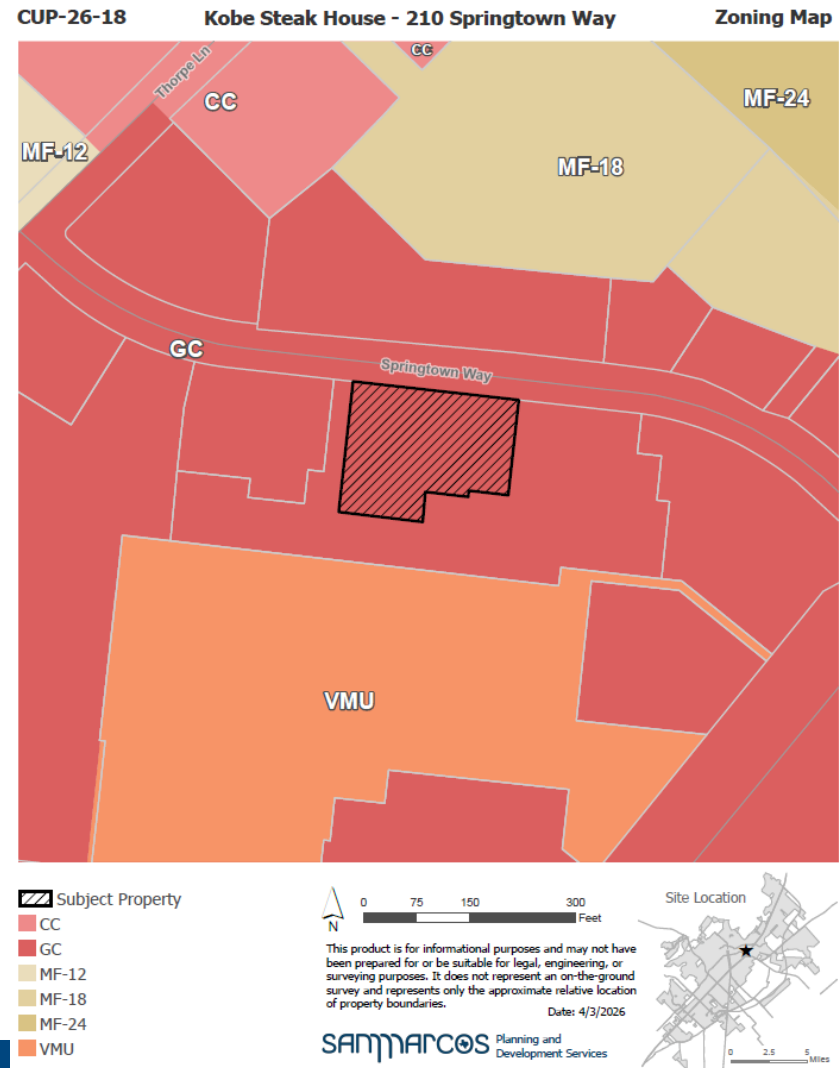 CUP-26-18 Kobe Steak House - 210 Springtown Way Zoning Map
CC
Thorpe Ln
CC
MF-24
MF-12
MF-18
GC
Springtown Way
VMU
Subject Property
CC
GC
MF-12
MF-18
MF-24
VMU
N
0 75 150 300
Feet
This product is for informational purposes and may not have
been prepared for or be suitable for legal, engineering, or
surveying purposes. It does not represent an on-the-ground
survey and represents only the approximate relative location
of property boundaries.
Date: 4/3/2026
SANMARCOS
Planning and
Development Services
Site Location
0 2.5 5
Miles